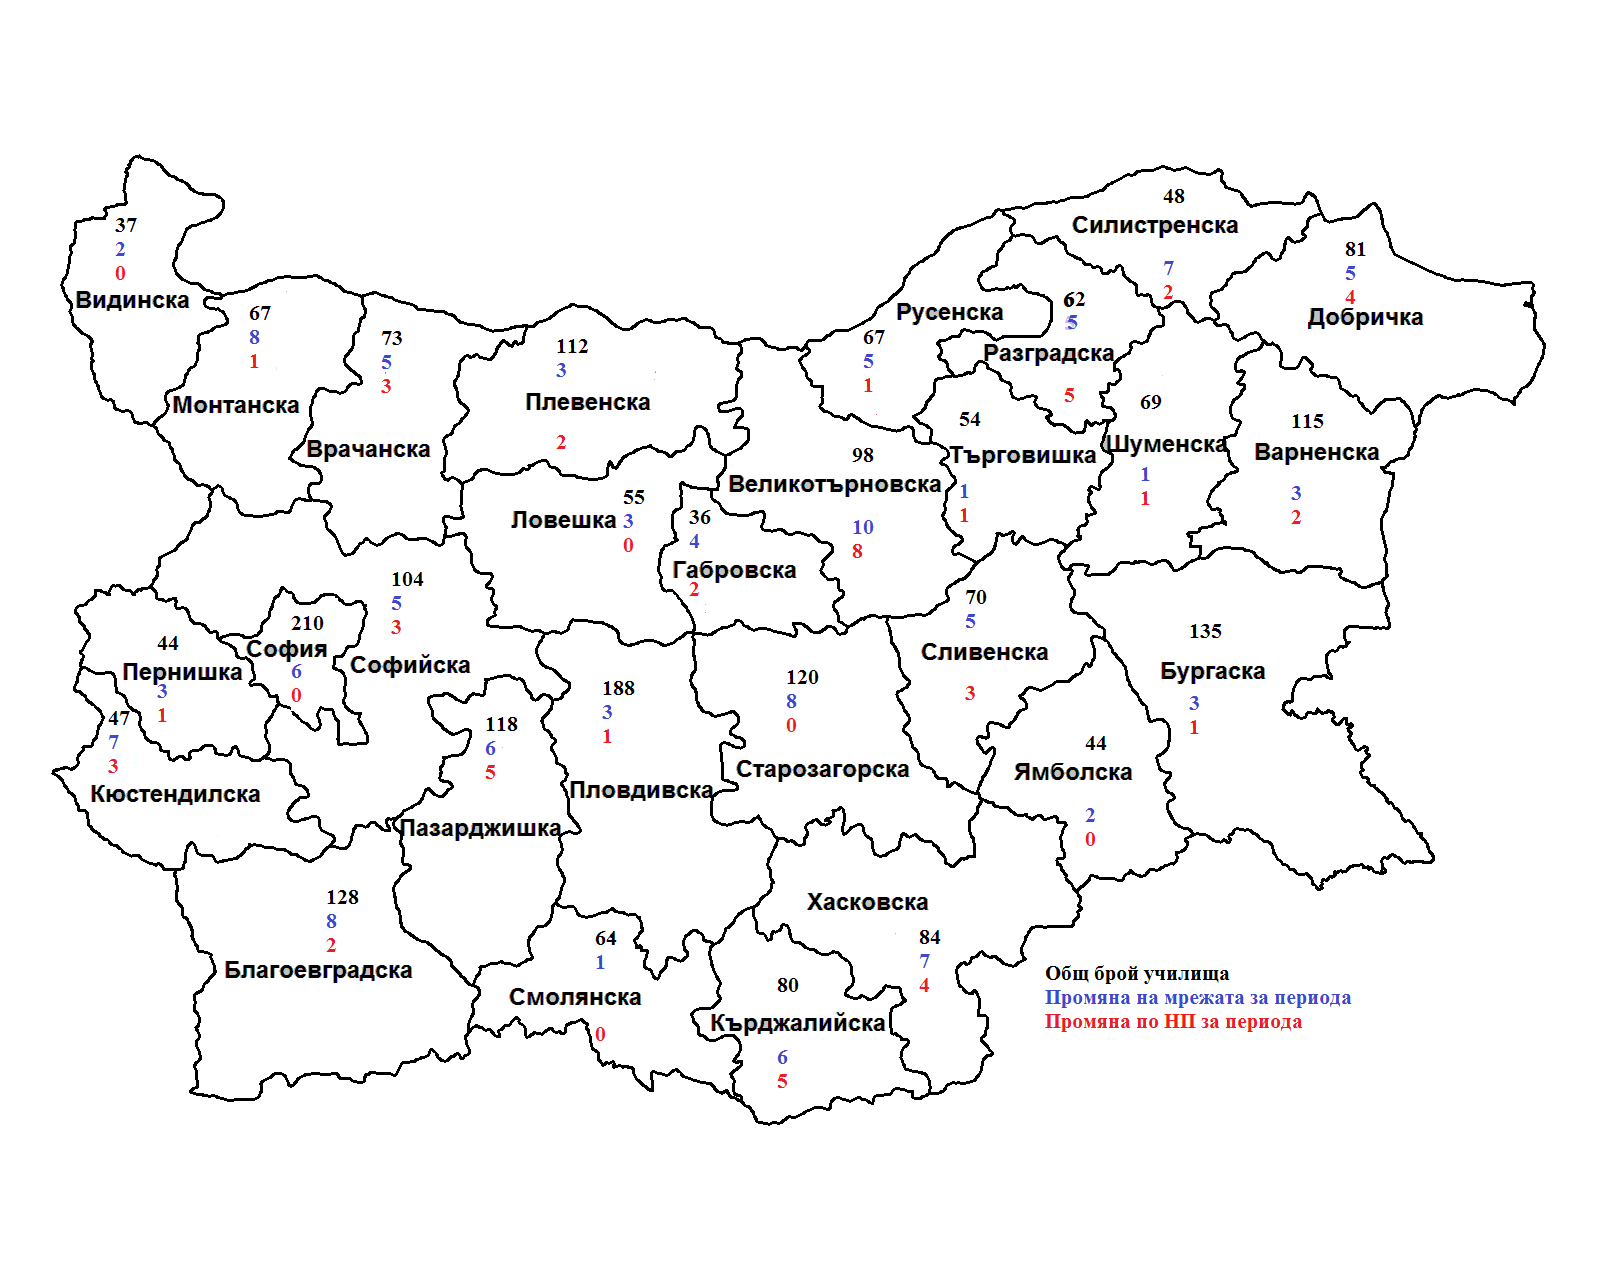 37
2
0
Видинска
67
8
1
Монтанска
73
5
3
Врачанска
112
3
Плевенска
2
55
Ловешка 3
0
36
4
Габровска
2
98
Великотърновска
10
8
Русенска
67
5
1
48
Силистренска
7
2
62
5
Разградска
5
81
5
4
Добричка
54
Търговишка
1
1
69
Шуменска
1
1
115
Варненска
3
2
104
5
3
Софийска
210
София
6
0
44
Пернишка
3
1
47
7
3
Кюстендилска
118
6
5
Пазарджишка
188
3
1
Пловдивска
120
8
0
Старозагорска
70
5
Сливенска
3
44
Ямболска
2
0
135
Бургаска
3
1
128
8
2
Благоевградска
64
1
Смолянска
0
80
Кърджалийска
6
5
Хасковска
84
7
4
Общ брой училища
Промяна на мрежата за периода
Промяна по НП за периода